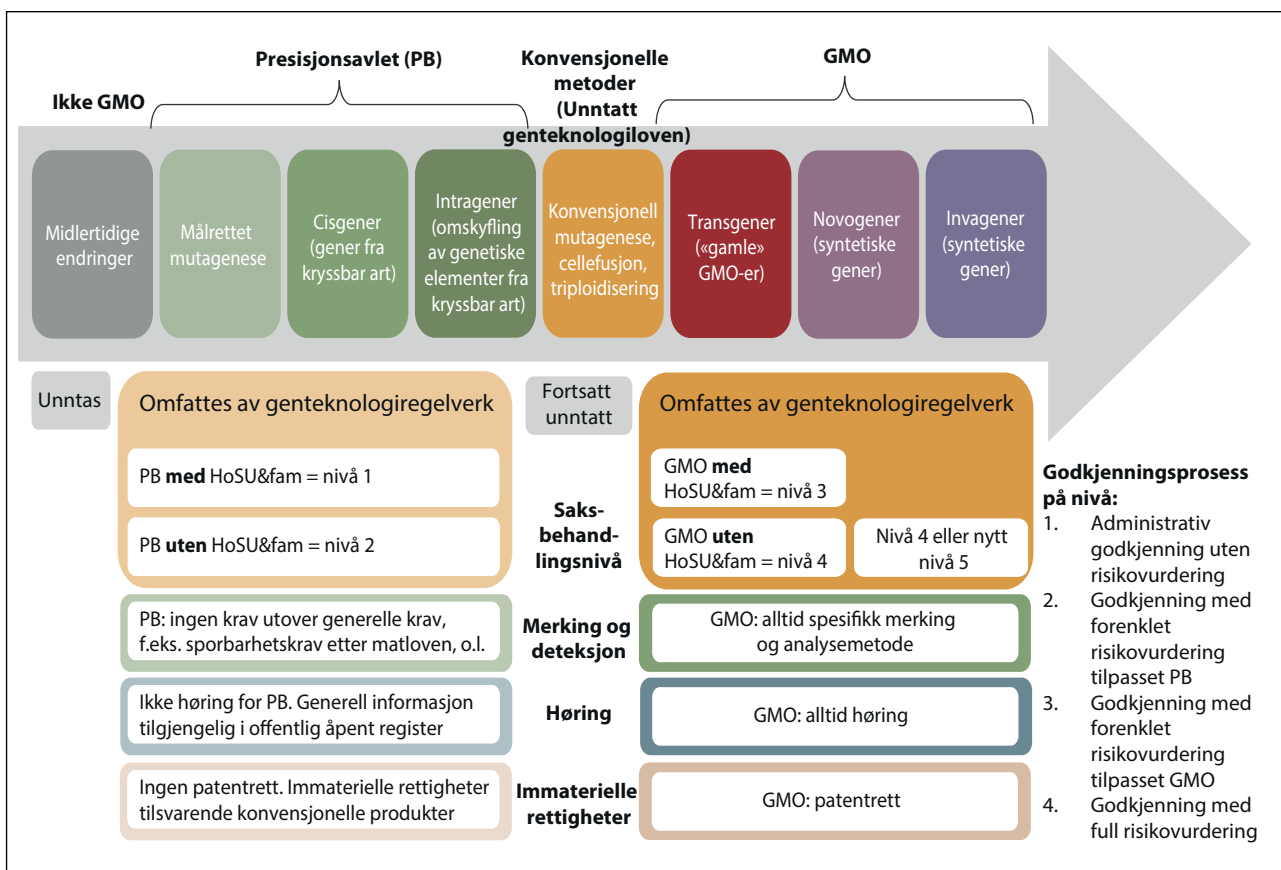 Ikke GMO
Presisjonsavlet (PB)
Konvensjonelle
metoder
(Unntatt
genteknologiloven)
GMO
Midlertidige
endringer
Målrettet
mutagenese
Cisgener
(gener fra
kryssbar art)
Intragener
(omskyfling
av genetiske
elementer fra
kryssbar art)
Konvensjonell
mutagenese,
cellefusjon,
triploidisering
Transgener
(«gamle»
GMO-er)
Novogener
(syntetiske
gener)
Invagener
(syntetiske
gener)
Unntas
Omfattes av genteknologiregelverk
PB med HoSU&fam = nivå 1
PB uten HoSU&fam = nivå 2
Fortsatt
unntatt
Saks-
behand-
lingsnivå
Omfattes av genteknologiregelverk
GMO med
HoSU&fam = nivå 3
GMO uten
HoSU&fam = nivå 4
Nivå 4 eller nytt
nivå 5
PB: ingen krav utover generelle krav,
f.eks. sporbarhetskrav etter matloven, o.l.
Merking og
deteksjon
GMO: alltid spesifikk merking
og analysemetode
Ikke høring for PB. Generell informasjon
tilgjengelig i offentlig åpent register
Høring
GMO: alltid høring
Ingen patentrett. Immaterielle rettigheter
tilsvarende konvensjonelle produkter
Immaterielle
rettigheter
GMO: patentrett
Godkjenningsprosess
på nivå:
1. Administrativ
godkjenning uten
risikovurdering
2. Godkjenning med
forenklet
risikovurdering
tilpasset PB
3. Godkjenning med
forenklet
risikovurdering
tilpasset GMO
4. Godkjenning med
full risikovurdering